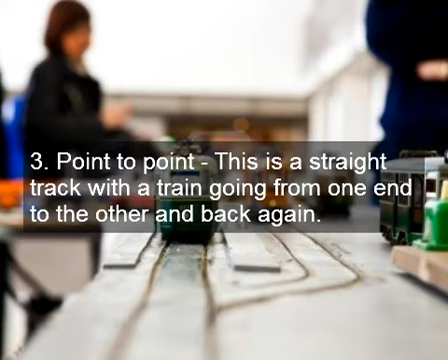 3. Point to point - This is a straight
track with a train going from one end
to the other and back again.